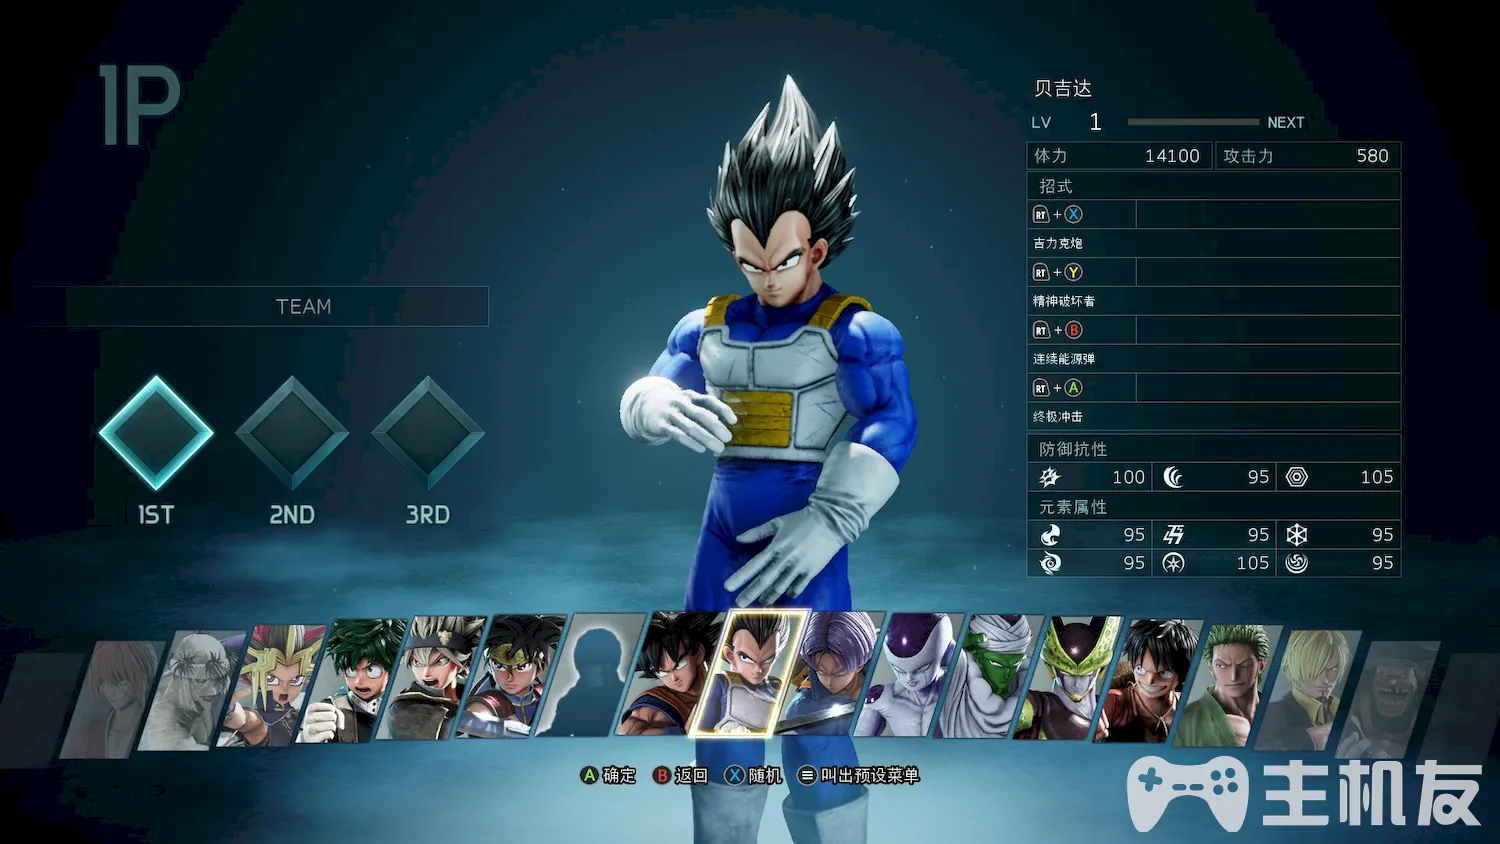 1P
TEAM
1ST 2ND 3RD
贝吉达
LV 1 NEXT
体力 14100 攻击力 580
招式
RT + X
吉力克炮
RT + Y
精神破坏者
RT + B
连续能源弹
RT + A
终极冲击
防御抗性
100 95 105
元素属性
95 95 95
95 105 95
A 确定 B 返回 X 随机 叫出预设菜单
主机友